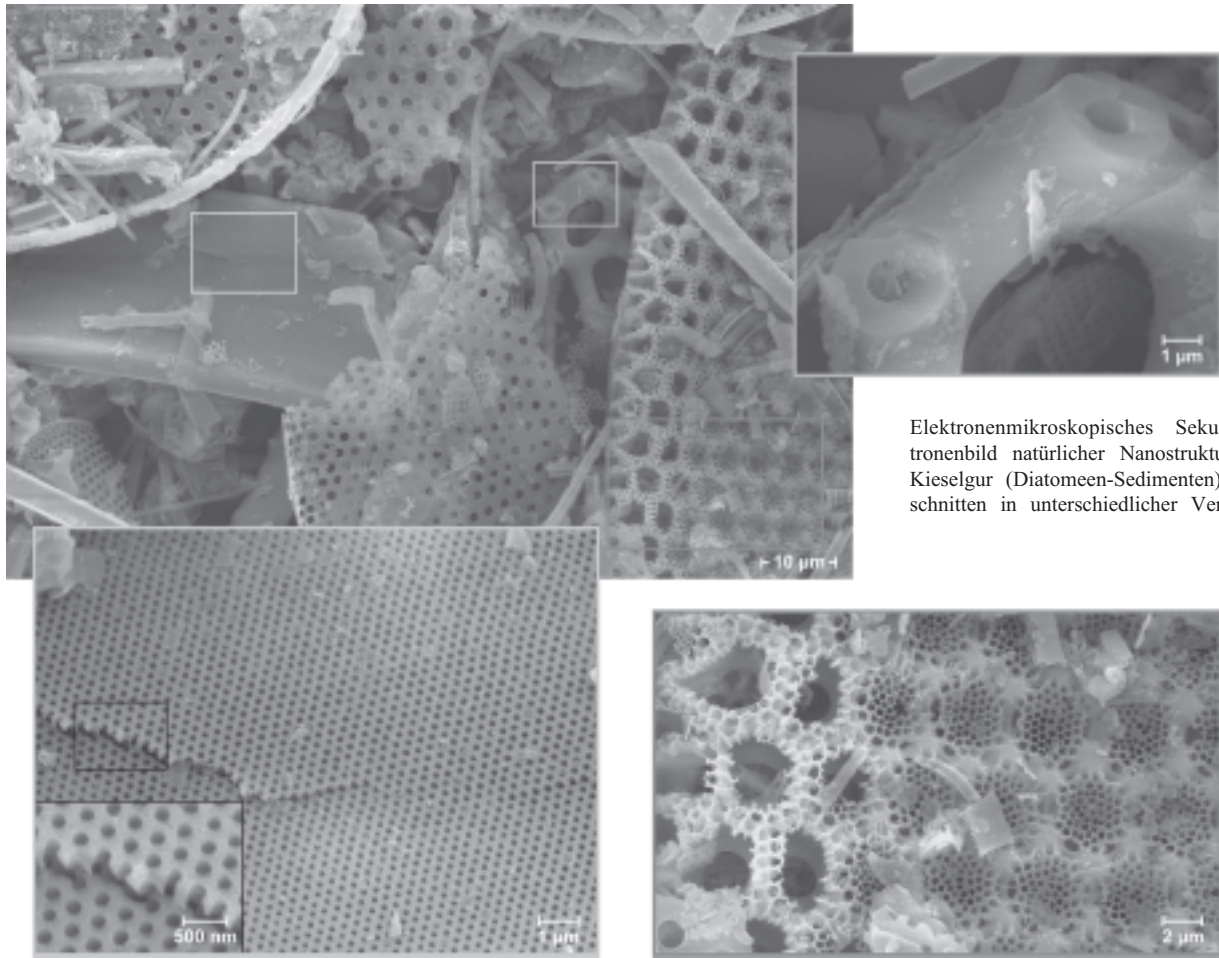 1 µm
Elektronenmikroskopisches Seku
tronenbild natürlicher Nanostruktu
Kieselgur (Diatomeen-Sedimenten)
schnitten in unterschiedlicher Ver
10 µm
500 nm
1 µm
2 µm